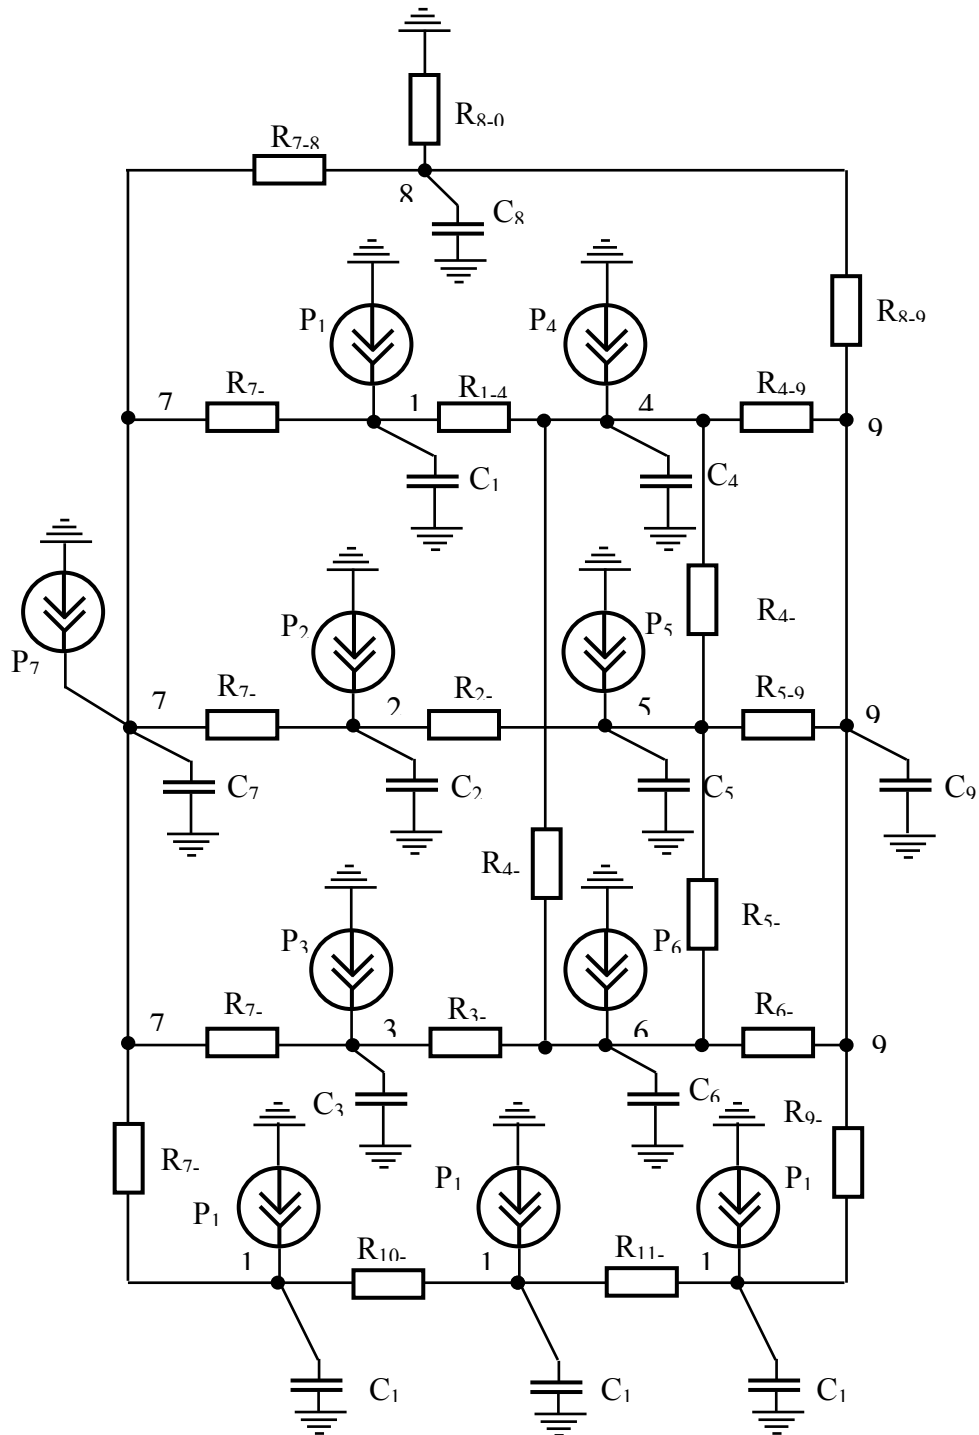 R8-0
R7-8
8
C8
P1
P4
R8-9
7
R7-
1
R1-4
4
R4-9
9
C1
C4
P7
P2
P5
R4-
7
R7-
2
R2-
5
R5-9
9
C7
C2
C5
C9
R4-
R5-
P3
P6
7
R7-
3
R3-
6
R6-
9
C3
C6
R9-
R7-
P1
P1
P1
1
R10-
1
R11-
1
C1
C1
C1